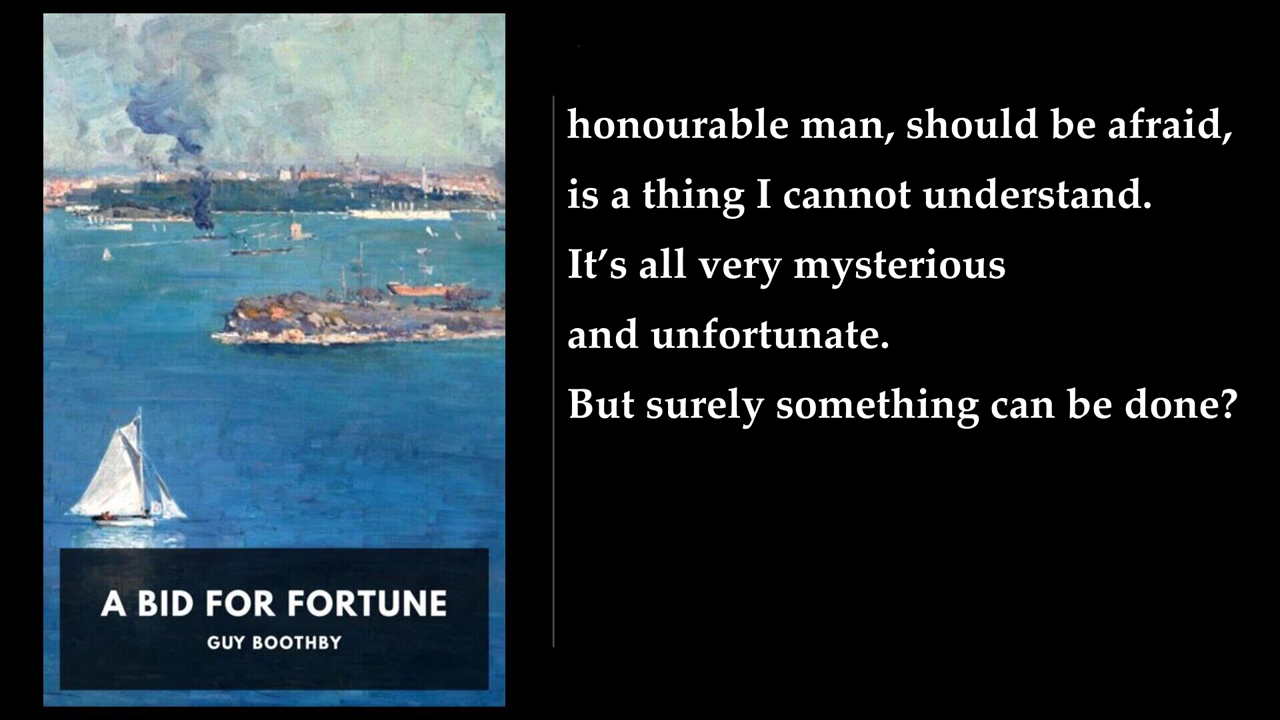 honourable man, should be afraid,
is a thing I cannot understand.
It’s all very mysterious
and unfortunate.
But surely something can be done?
A BID FOR FORTUNE
GUY BOOTHBY